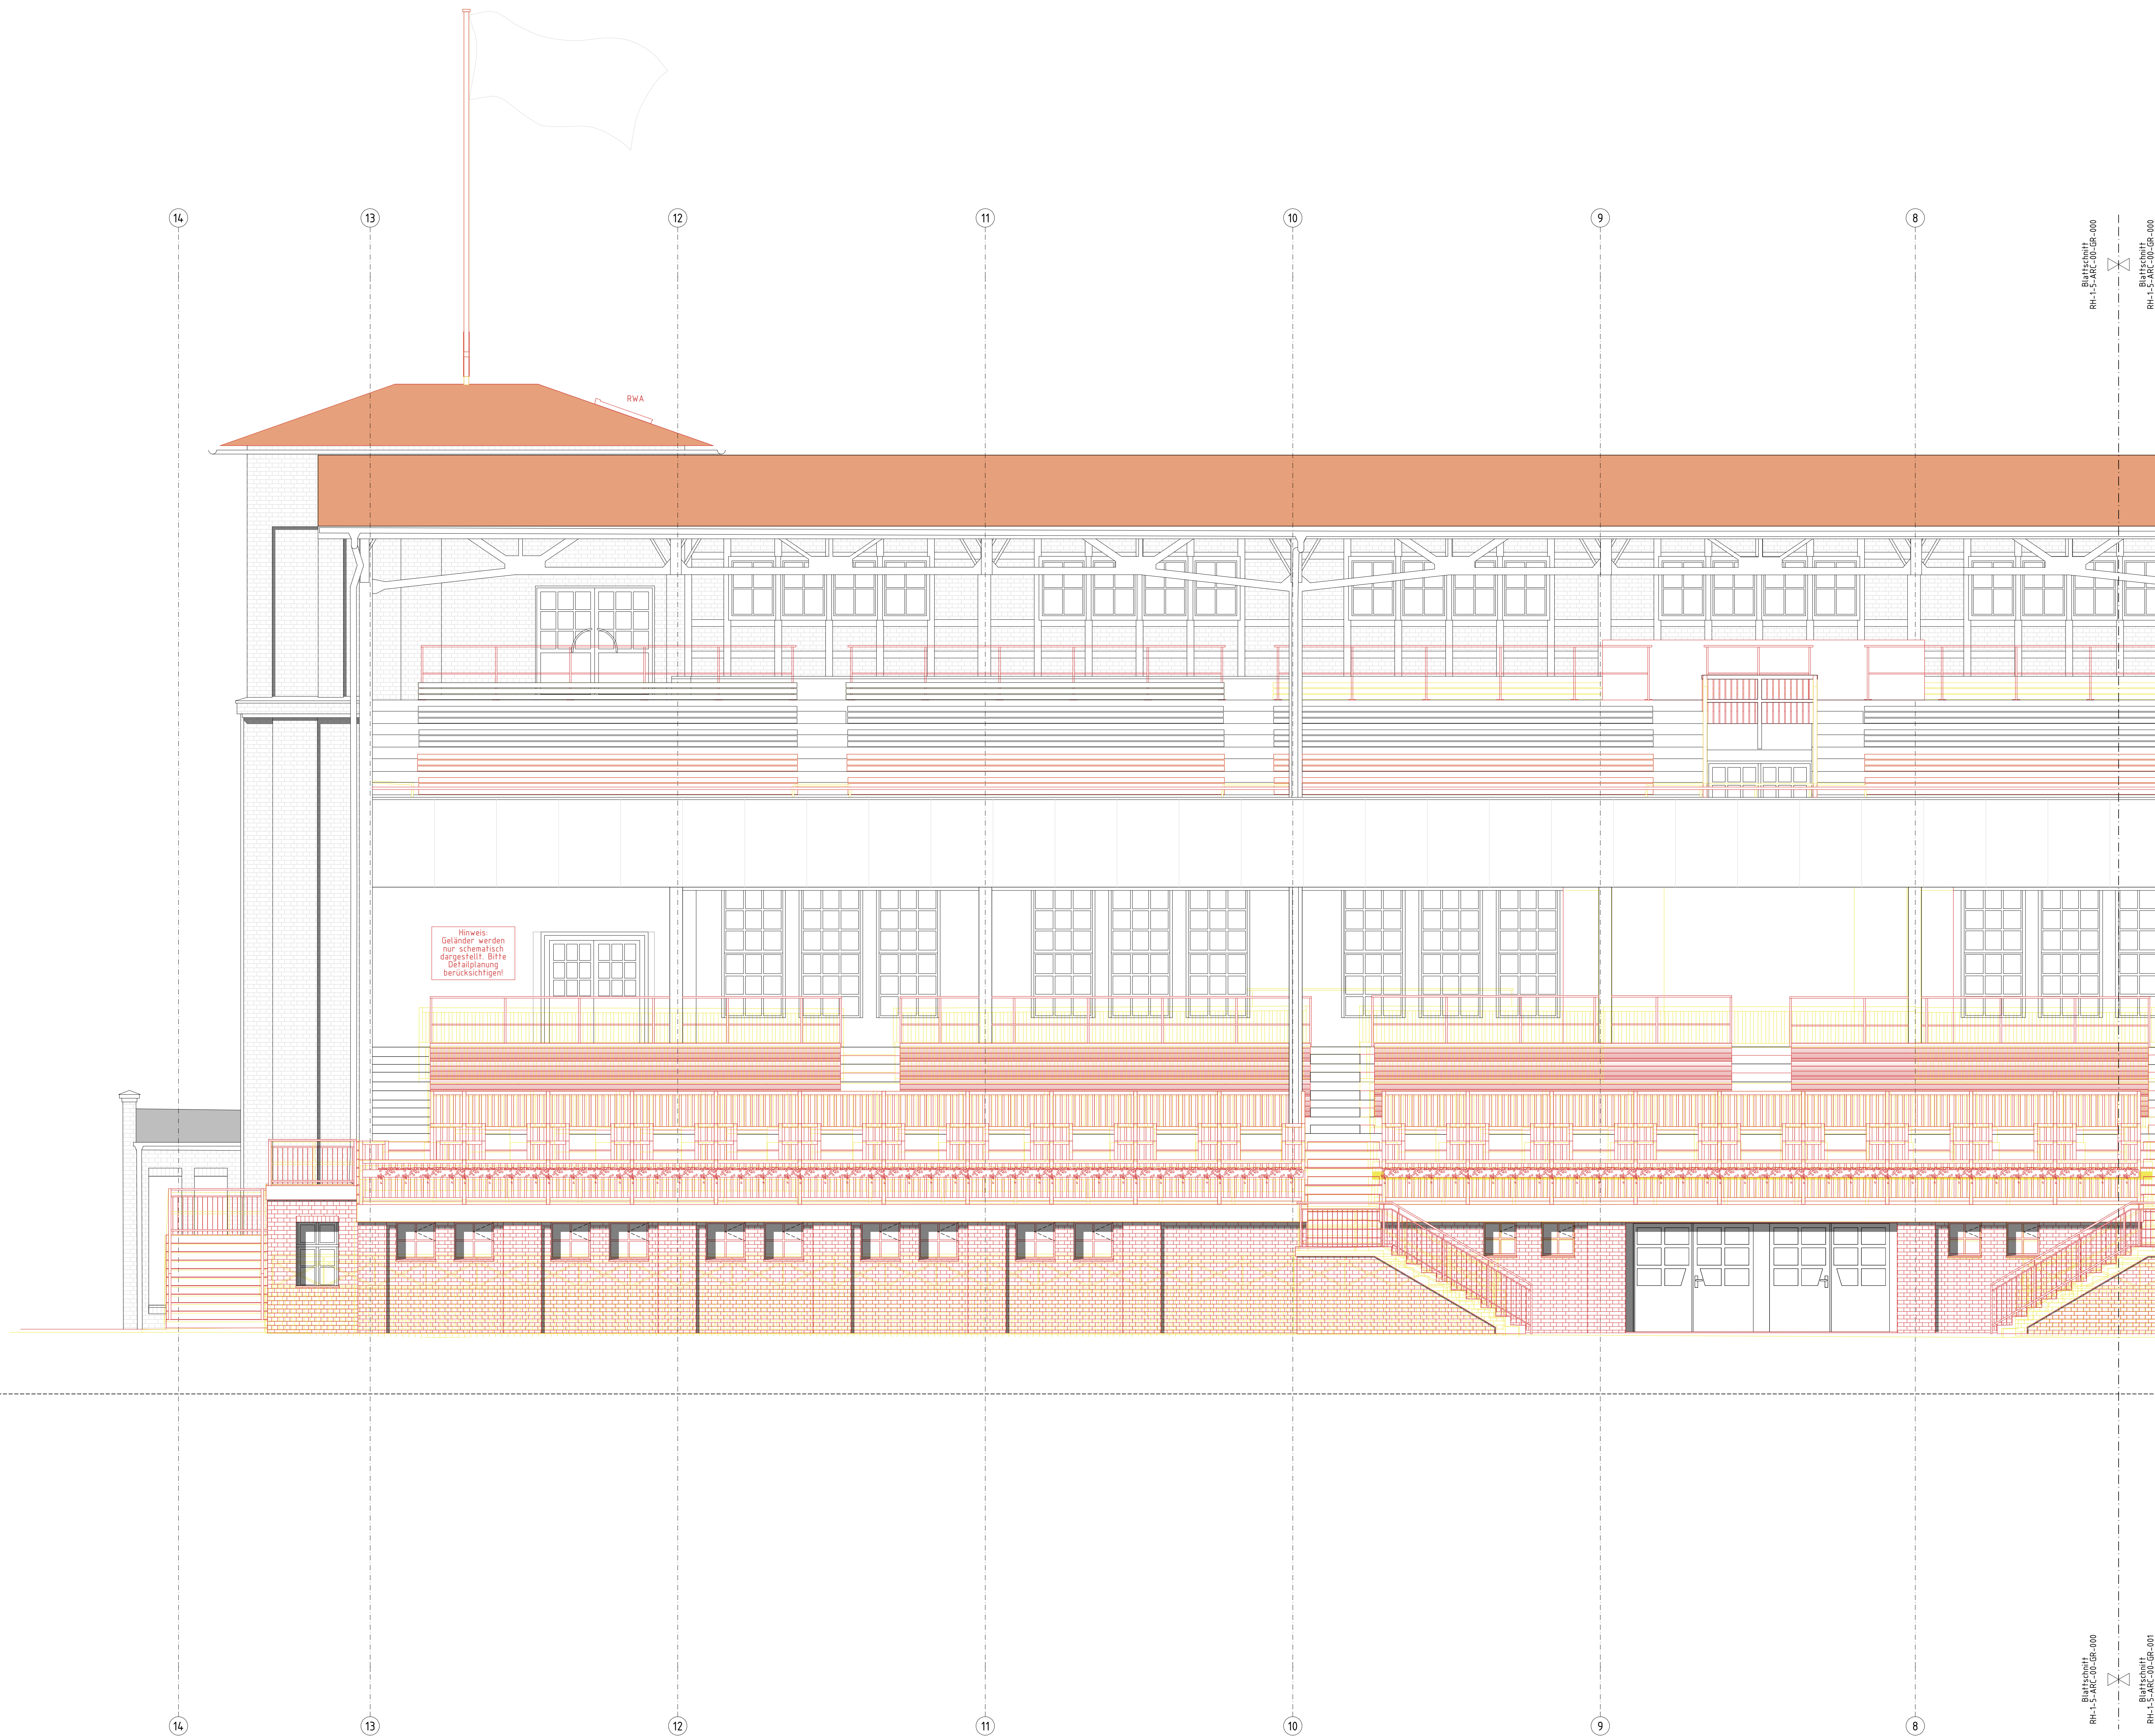 14
13
12
11
10
9
8
Blattschnitt
RH-1-5-ARC-00-GR-000
Blattschnitt
RH-1-5-ARC-00-GR-000
RWA
Hinweis:
Geländer werden
nur schematisch
dargestellt. Bitte
Detailplanung
berücksichtigen!
Blattschnitt
RH-1-5-ARC-00-GR-000
Blattschnitt
RH-1-5-ARC-00-GR-001
14
13
12
11
10
9
8